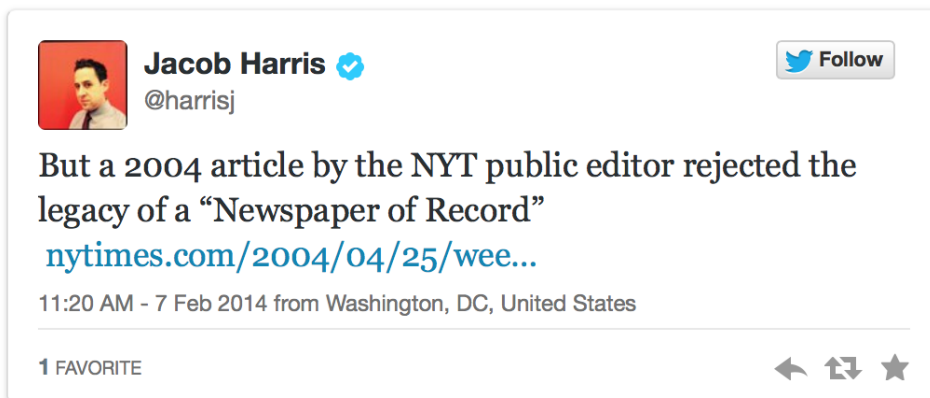 Jacob Harris
Follow
@harrisj
But a 2004 article by the NYT public editor rejected the
legacy of a “Newspaper of Record”
nytimes.com/2004/04/25/wee...
11:20 AM - 7 Feb 2014 from Washington, DC, United States
1 FAVORITE